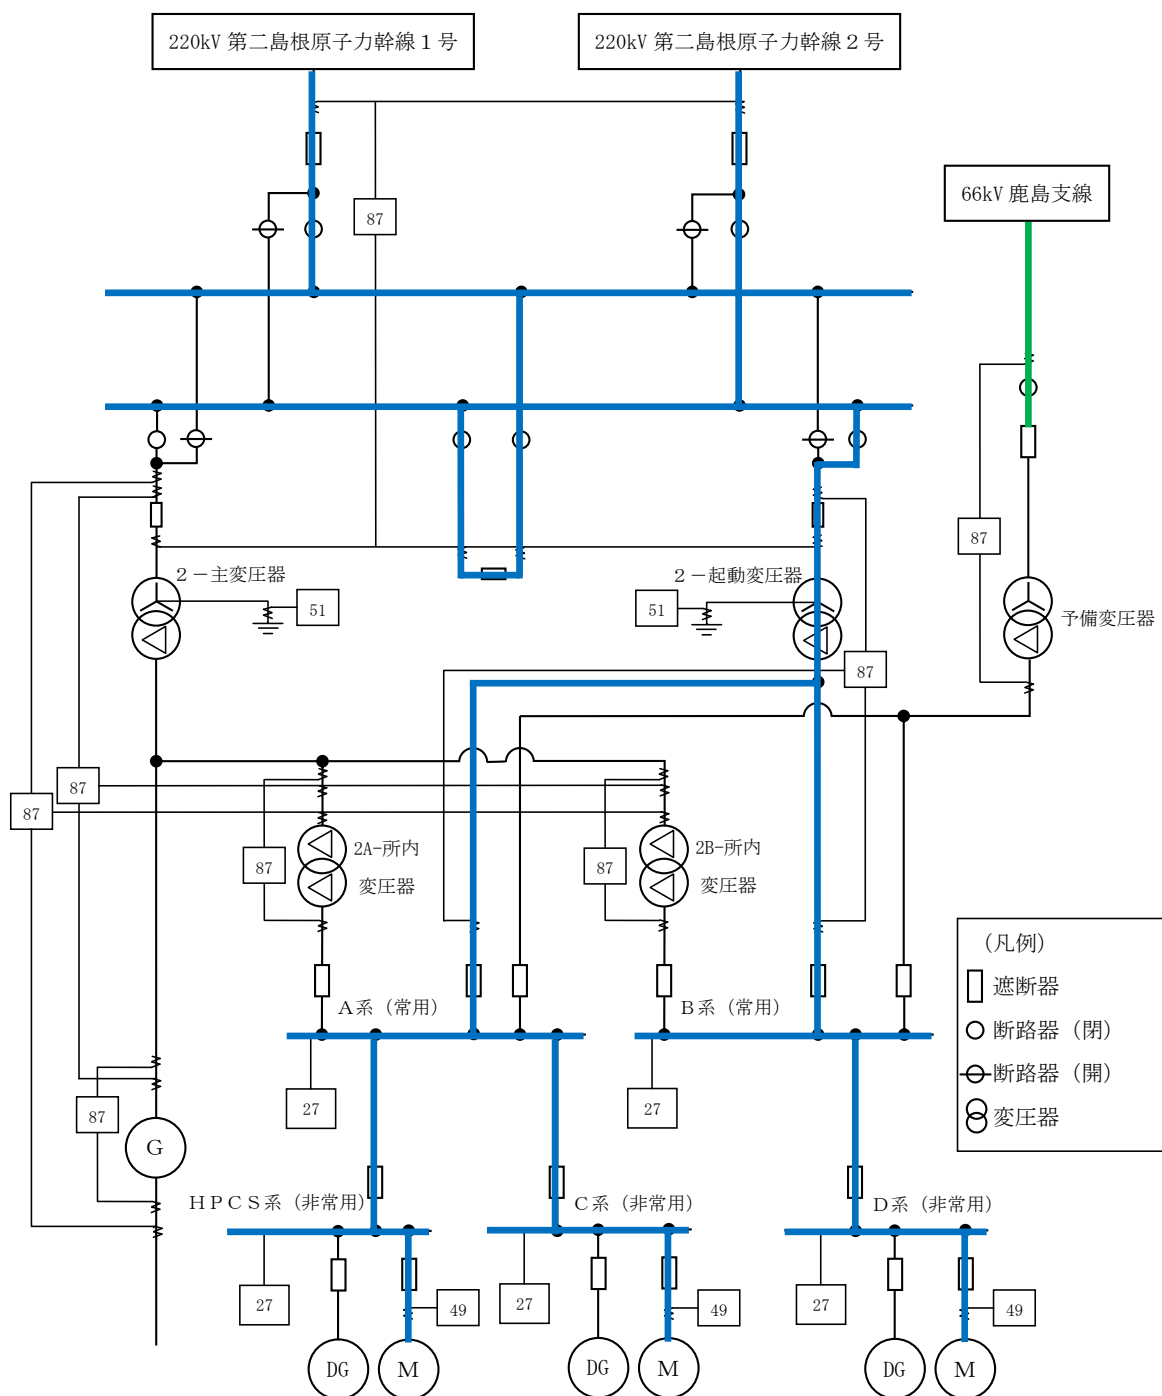 220kV 第二島根原子力幹線１号
220kV 第二島根原子力幹線２号
66kV 鹿島支線
87
87
２－主変圧器
51
２－起動変圧器
51
予備変圧器
87
87
87
2A-所内
変圧器
87
2B-所内
変圧器
87
(凡例)
遮断器
断路器（閉）
断路器（開）
変圧器
Ａ系（常用）
Ｂ系（常用）
27
27
87
G
ＨＰＣＳ系（非常用）
Ｃ系（非常用）
Ｄ系（非常用）
27
49
27
49
27
49
DG
M
DG
M
DG
M